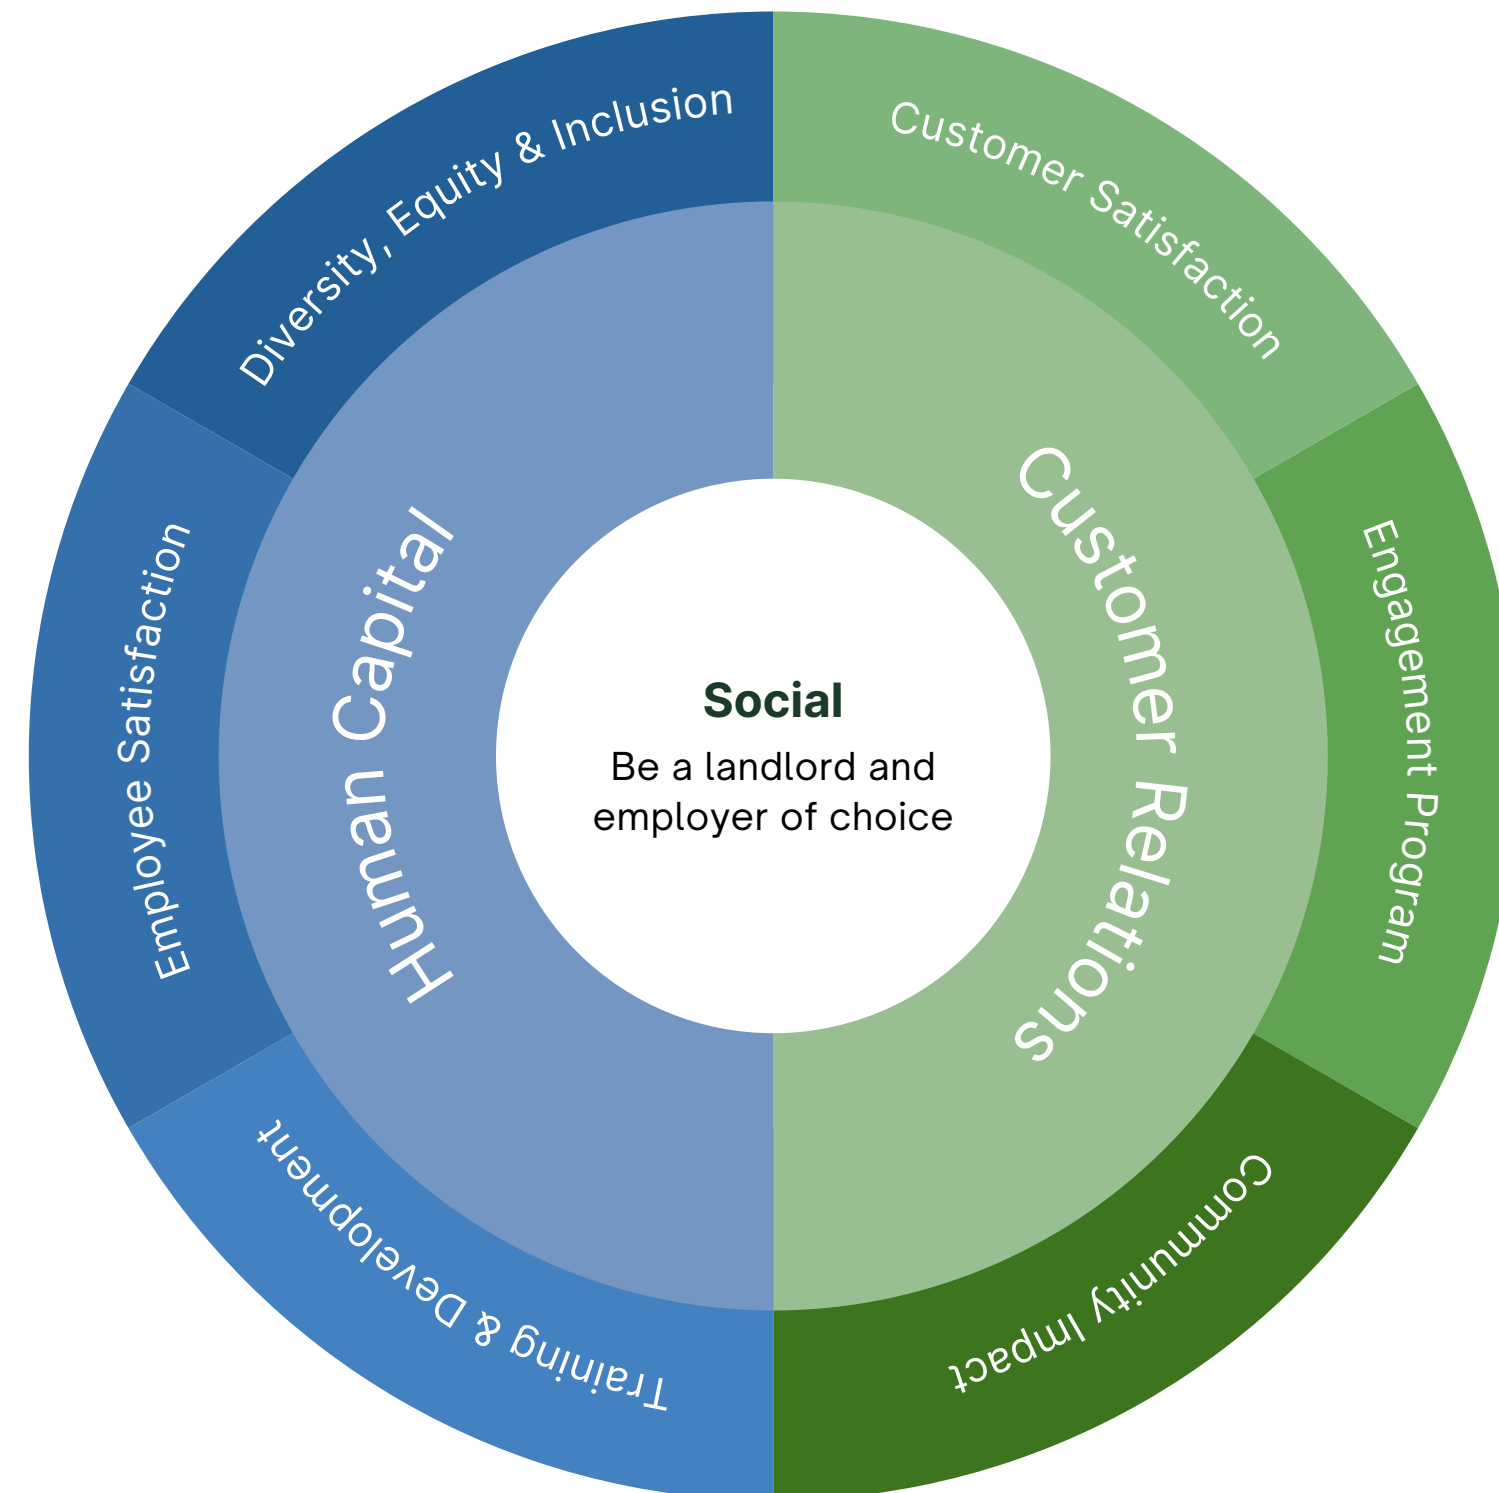 Social
Be a landlord and
employer of choice
Human Capital
Customer Relations
Diversity, Equity & Inclusion
Customer Satisfaction
Engagement Program
Community Impact
Training & Development
Employee Satisfaction